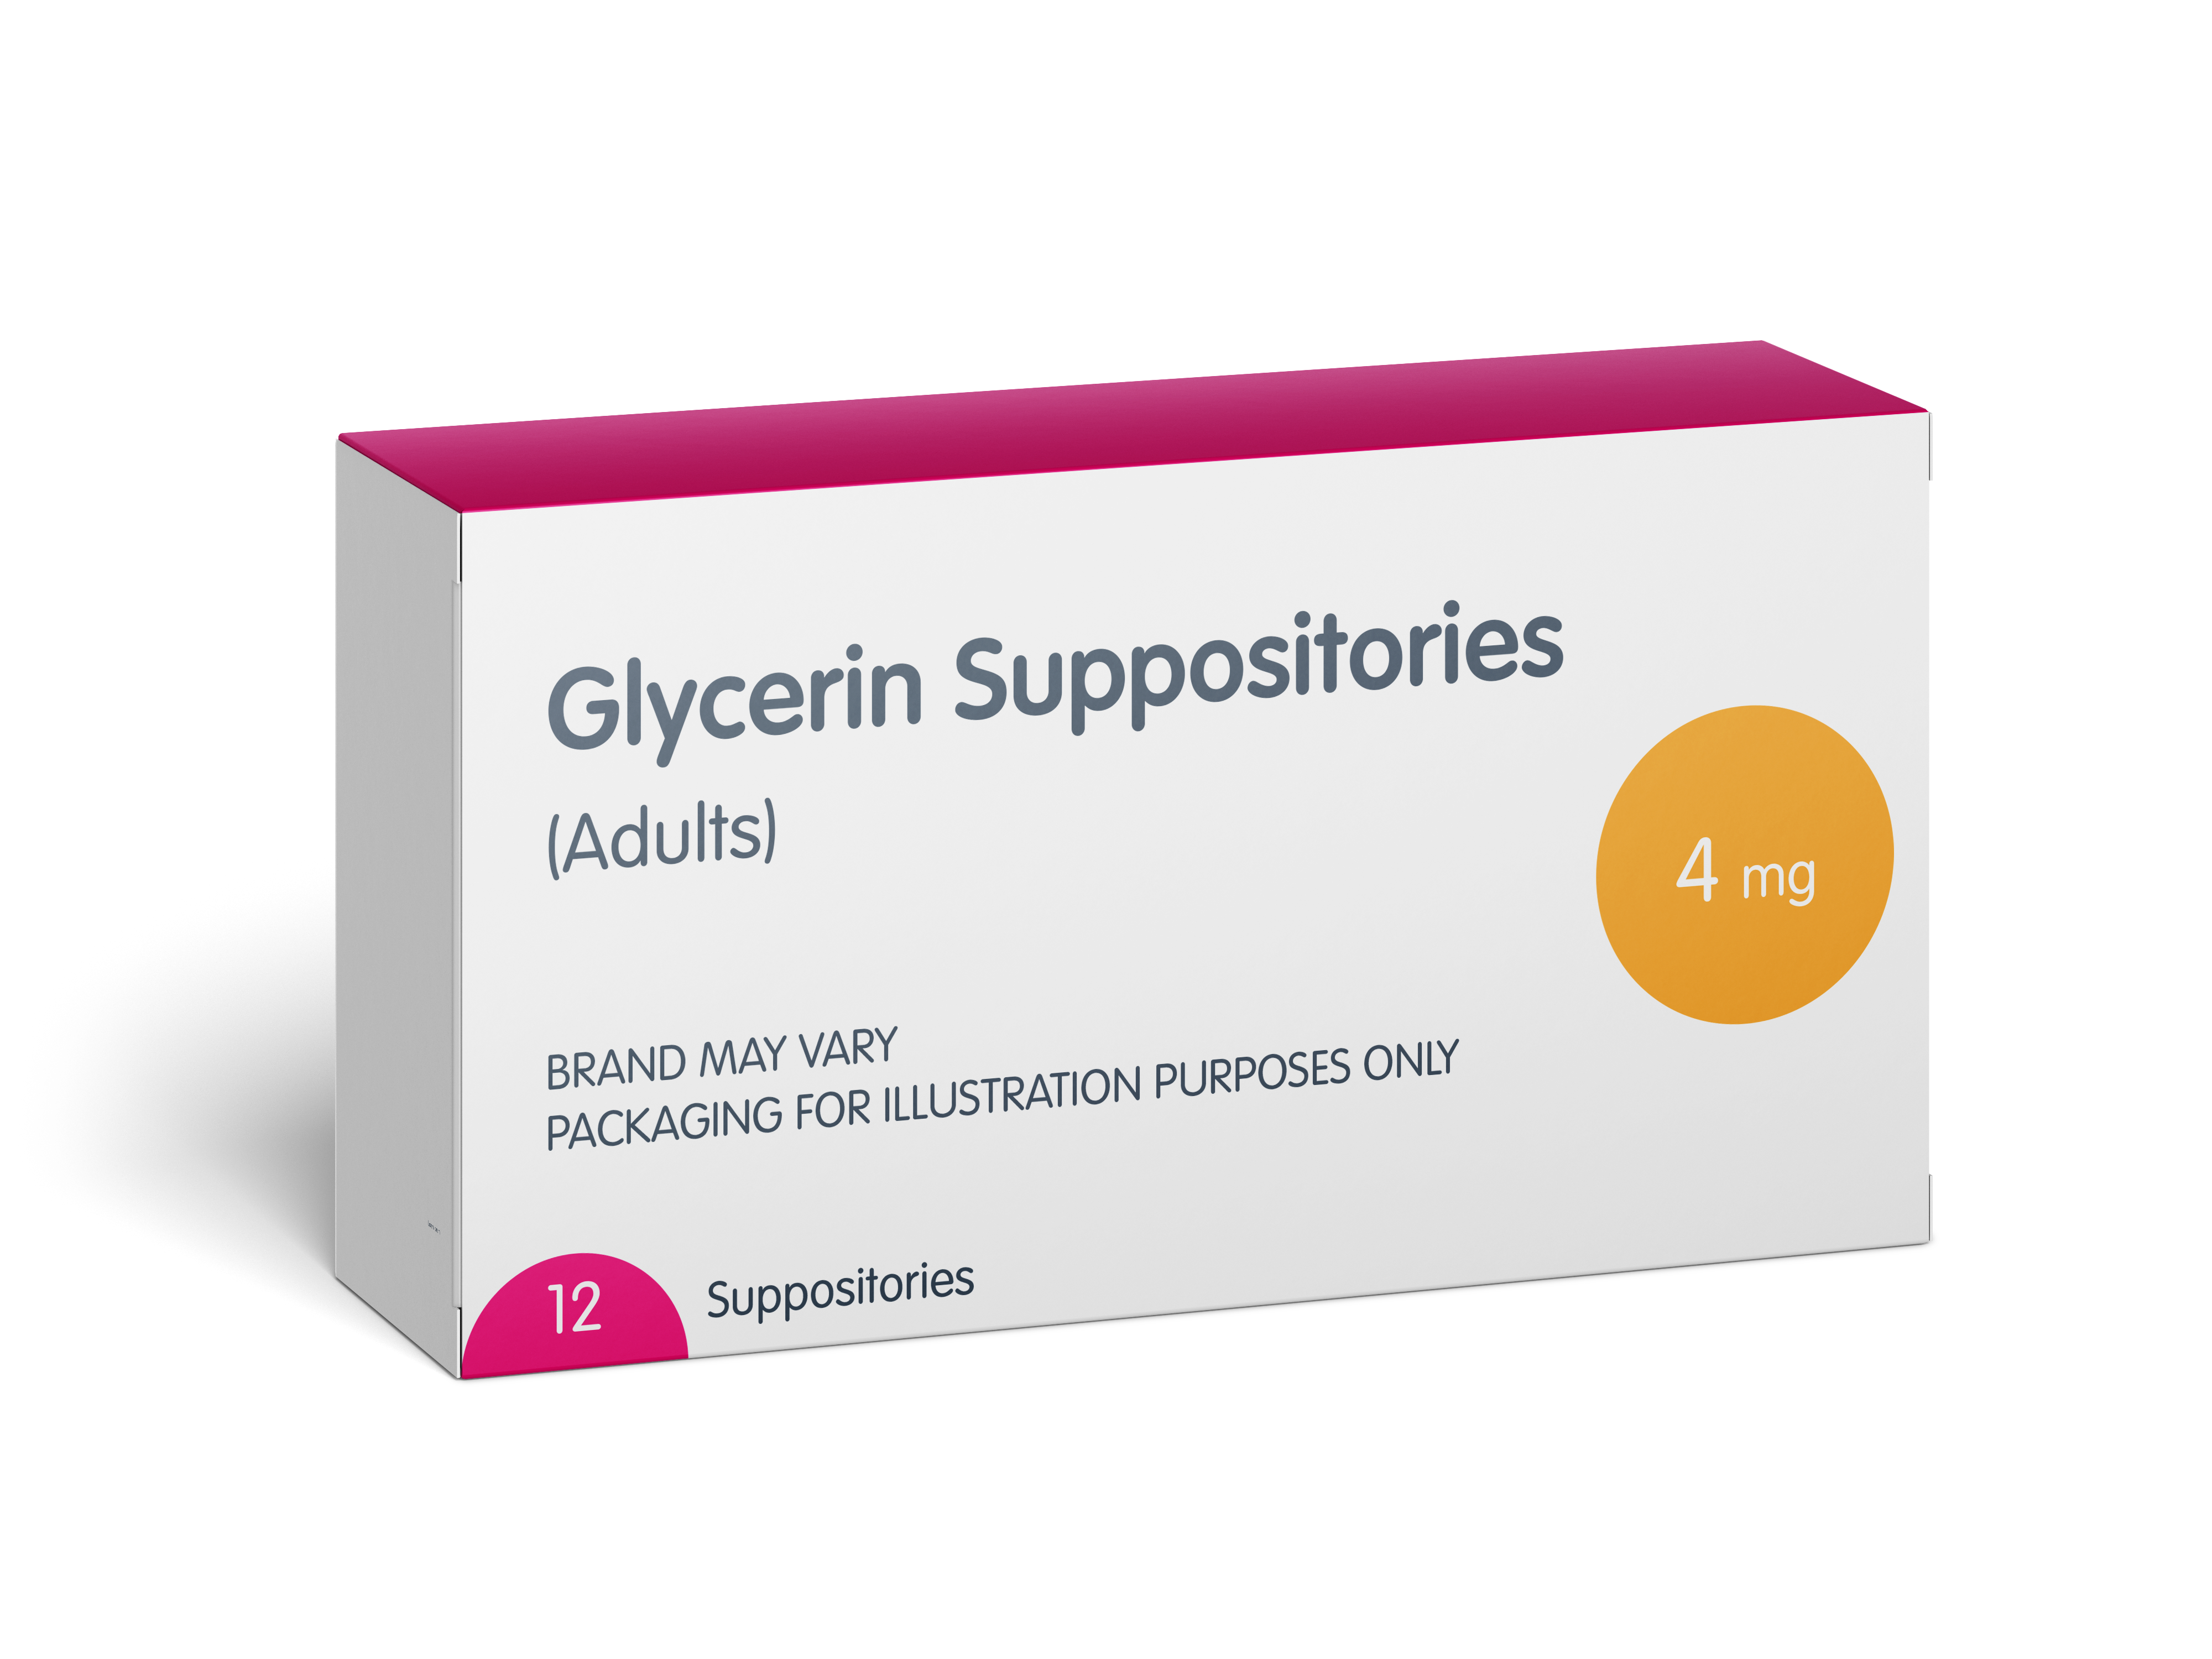 Glycerin Suppositories
(Adults)
4 mg
BRAND MAY VARY
PACKAGING FOR ILLUSTRATION PURPOSES ONLY
12 Suppositories